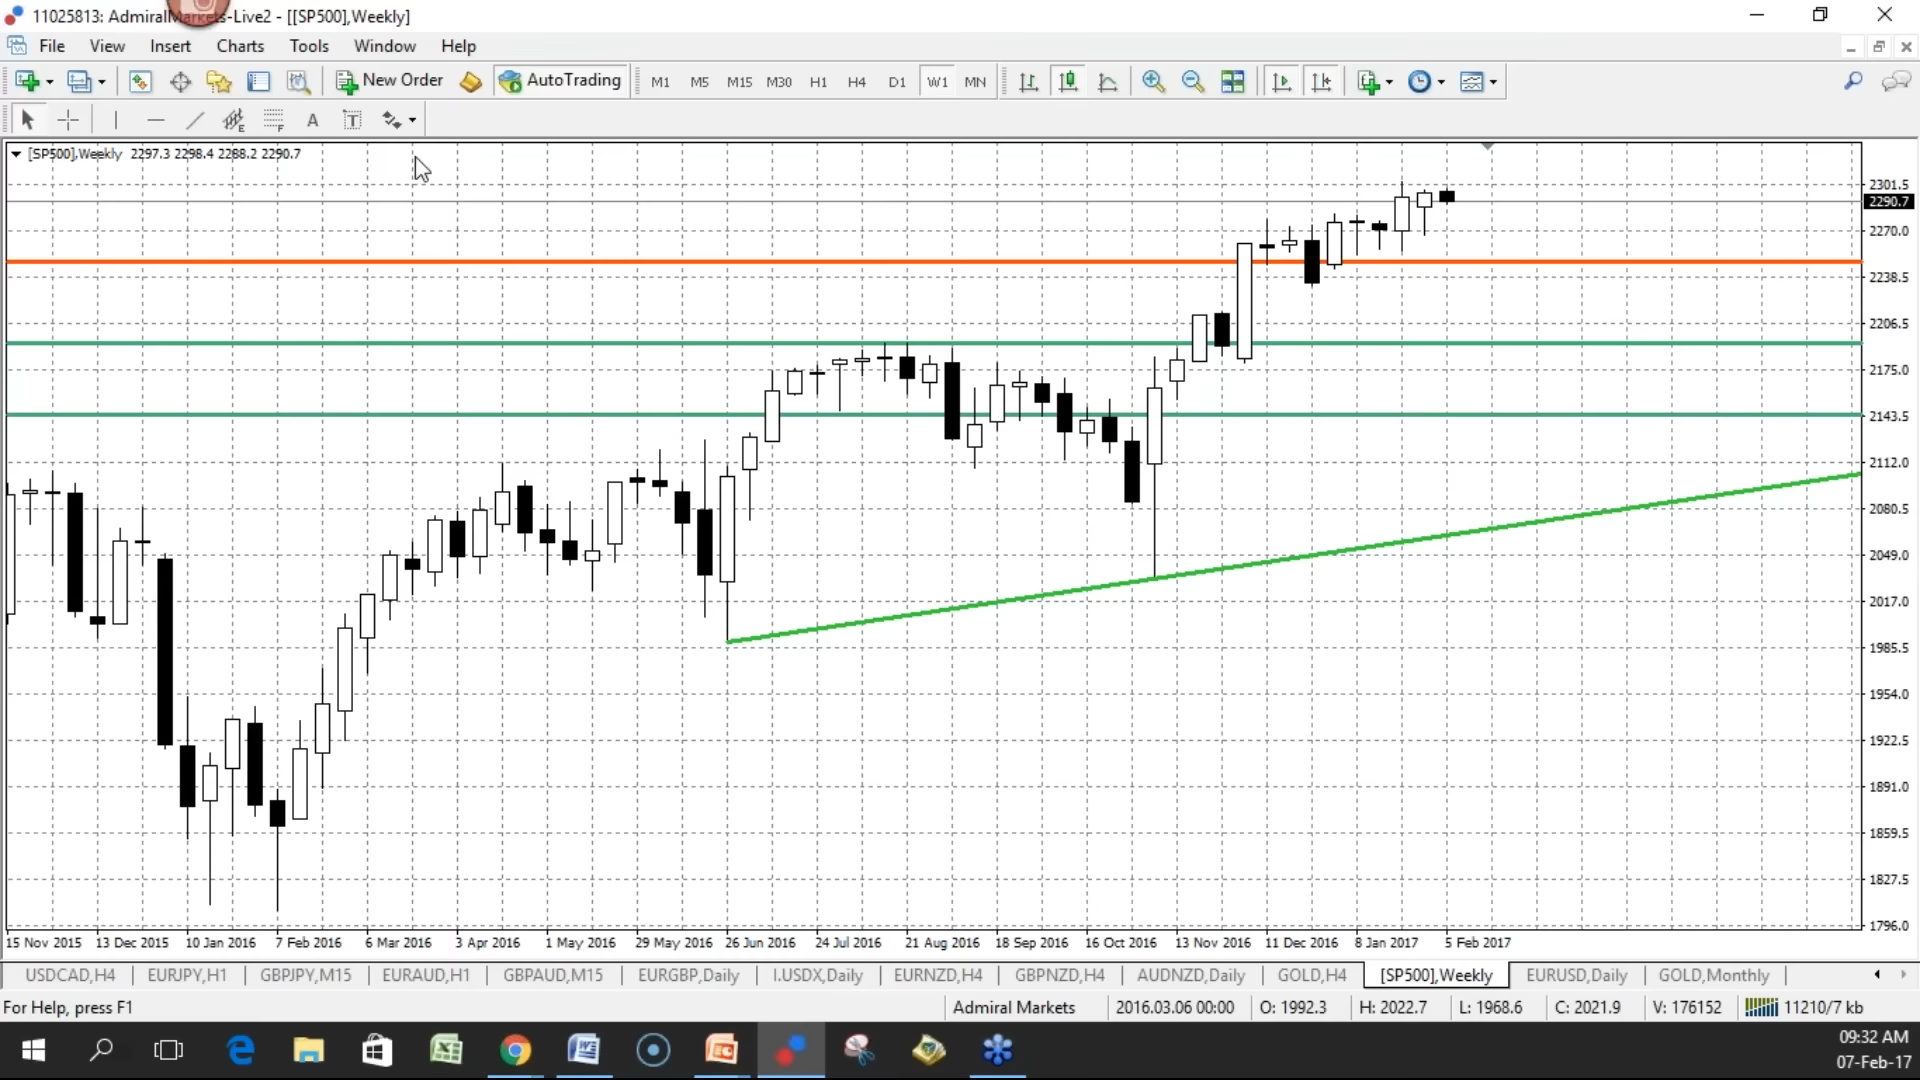 11025813: AdmiralMarkets-Live2 - [[SP500],Weekly]
File View Insert Charts Tools Window Help
New Order AutoTrading M1 M5 M15 M30 H1 H4 D1 W1 MN
E F A T
[SP500],Weekly 2297.3 2298.4 2288.2 2290.7
2301.5
2290.7
2270.0
2238.5
2206.5
2175.0
2143.5
2112.0
2080.5
2049.0
2017.0
1985.5
1954.0
1922.5
1891.0
1859.5
1827.5
1796.0
15 Nov 2015 13 Dec 2015 10 Jan 2016 7 Feb 2016 6 Mar 2016 3 Apr 2016 1 May 2016 29 May 2016 26 Jun 2016 24 Jul 2016 21 Aug 2016 18 Sep 2016 16 Oct 2016 13 Nov 2016 11 Dec 2016 8 Jan 2017 5 Feb 2017
USDCAD,H4 EURJPY,H1 GBPJPY,M15 EURAUD,H1 GBPAUD,M15 EURGBP,Daily I.USDX,Daily EURNZD,H4 GBPNZD,H4 AUDNZD,Daily GOLD,H4 [SP500],Weekly EURUSD,Daily GOLD,Monthly
For Help, press F1 Admiral Markets 2016.03.06 00:00 O: 1992.3 H: 2022.7 L: 1968.6 C: 2021.9 V: 176152 11210/7 kb
09:32 AM
07-Feb-17